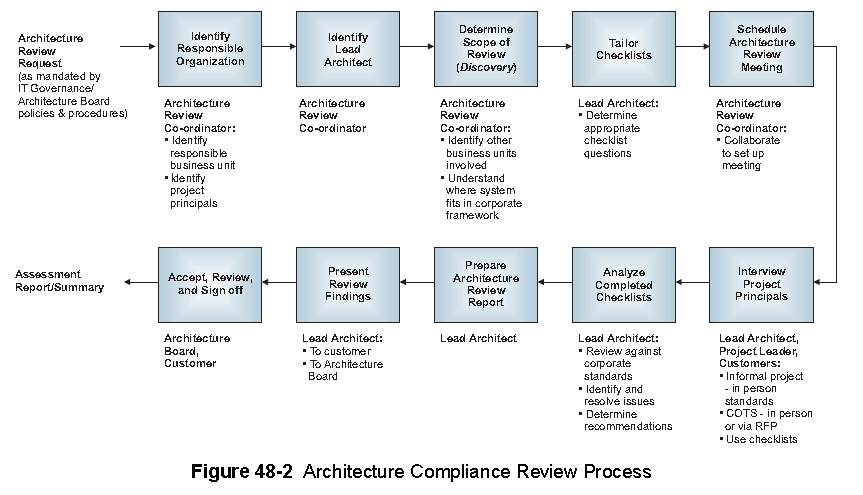 Architecture
Review
Request
(as mandated by
IT Governance/
Architecture Board
policies & procedures)
Identify
Responsible
Organization
Identify
Lead
Architect
Determine
Scope of
Review
(Discovery)
Tailor
Checklists
Schedule
Architecture
Review
Meeting
Architecture
Review
Co-ordinator:
• Identify
responsible
business unit
• Identify
project
principals
Architecture
Review
Co-ordinator
Architecture
Review
Co-ordinator:
• Identify other
business units
involved
• Understand
where system
fits in corporate
framework
Lead Architect:
• Determine
appropriate
checklist
questions
Architecture
Review
Co-ordinator:
• Collaborate
to set up
meeting
Assessment
Report/Summary
Accept, Review,
and Sign off
Present
Review
Findings
Prepare
Architecture
Review
Report
Analyze
Completed
Checklists
Interview
Project
Principals
Architecture
Board,
Customer
Lead Architect:
• To customer
• To Architecture
Board
Lead Architect
Lead Architect:
• Review against
corporate
standards
• Identify and
resolve issues
• Determine
recommendations
Lead Architect,
Project Leader,
Customers:
• Informal project
- in person
standards
• COTS - in person
or via RFP
• Use checklists
Figure 48-2 Architecture Compliance Review Process